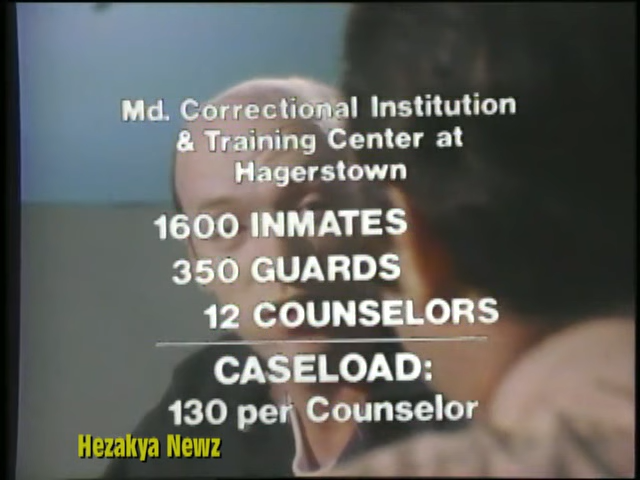 Md. Correctional Institution
& Training Center at
Hagerstown
1600 INMATES
350 GUARDS
12 COUNSELORS
CASELOAD:
130 per Counselor
Hezakya Newz